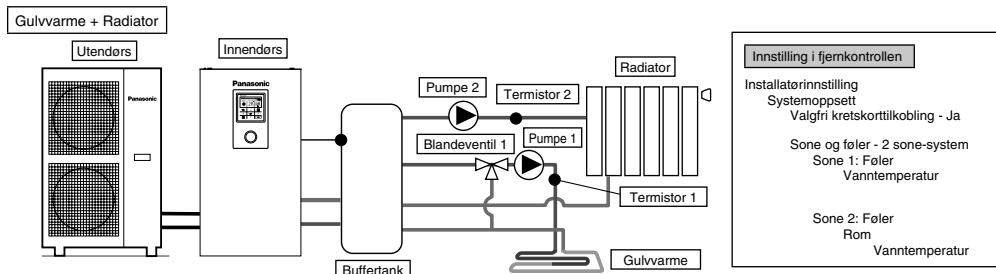 Gulvvarme + Radiator
Utendørs
Innendørs
Panasonic
Panasonic
Pumpe 2
Termistor 2
Radiator
Blandeventil 1
Pumpe 1
Termistor 1
Gulvvarme
Buffertank
Innstilling i fjernkontrollen
Installatørinnstilling
Systemoppsett
Valgfri kretskorttilkobling - Ja
Sone og føler - 2 sone-system
Sone 1: Føler
Vanntemperatur
Sone 2: Føler
Rom
Vanntemperatur